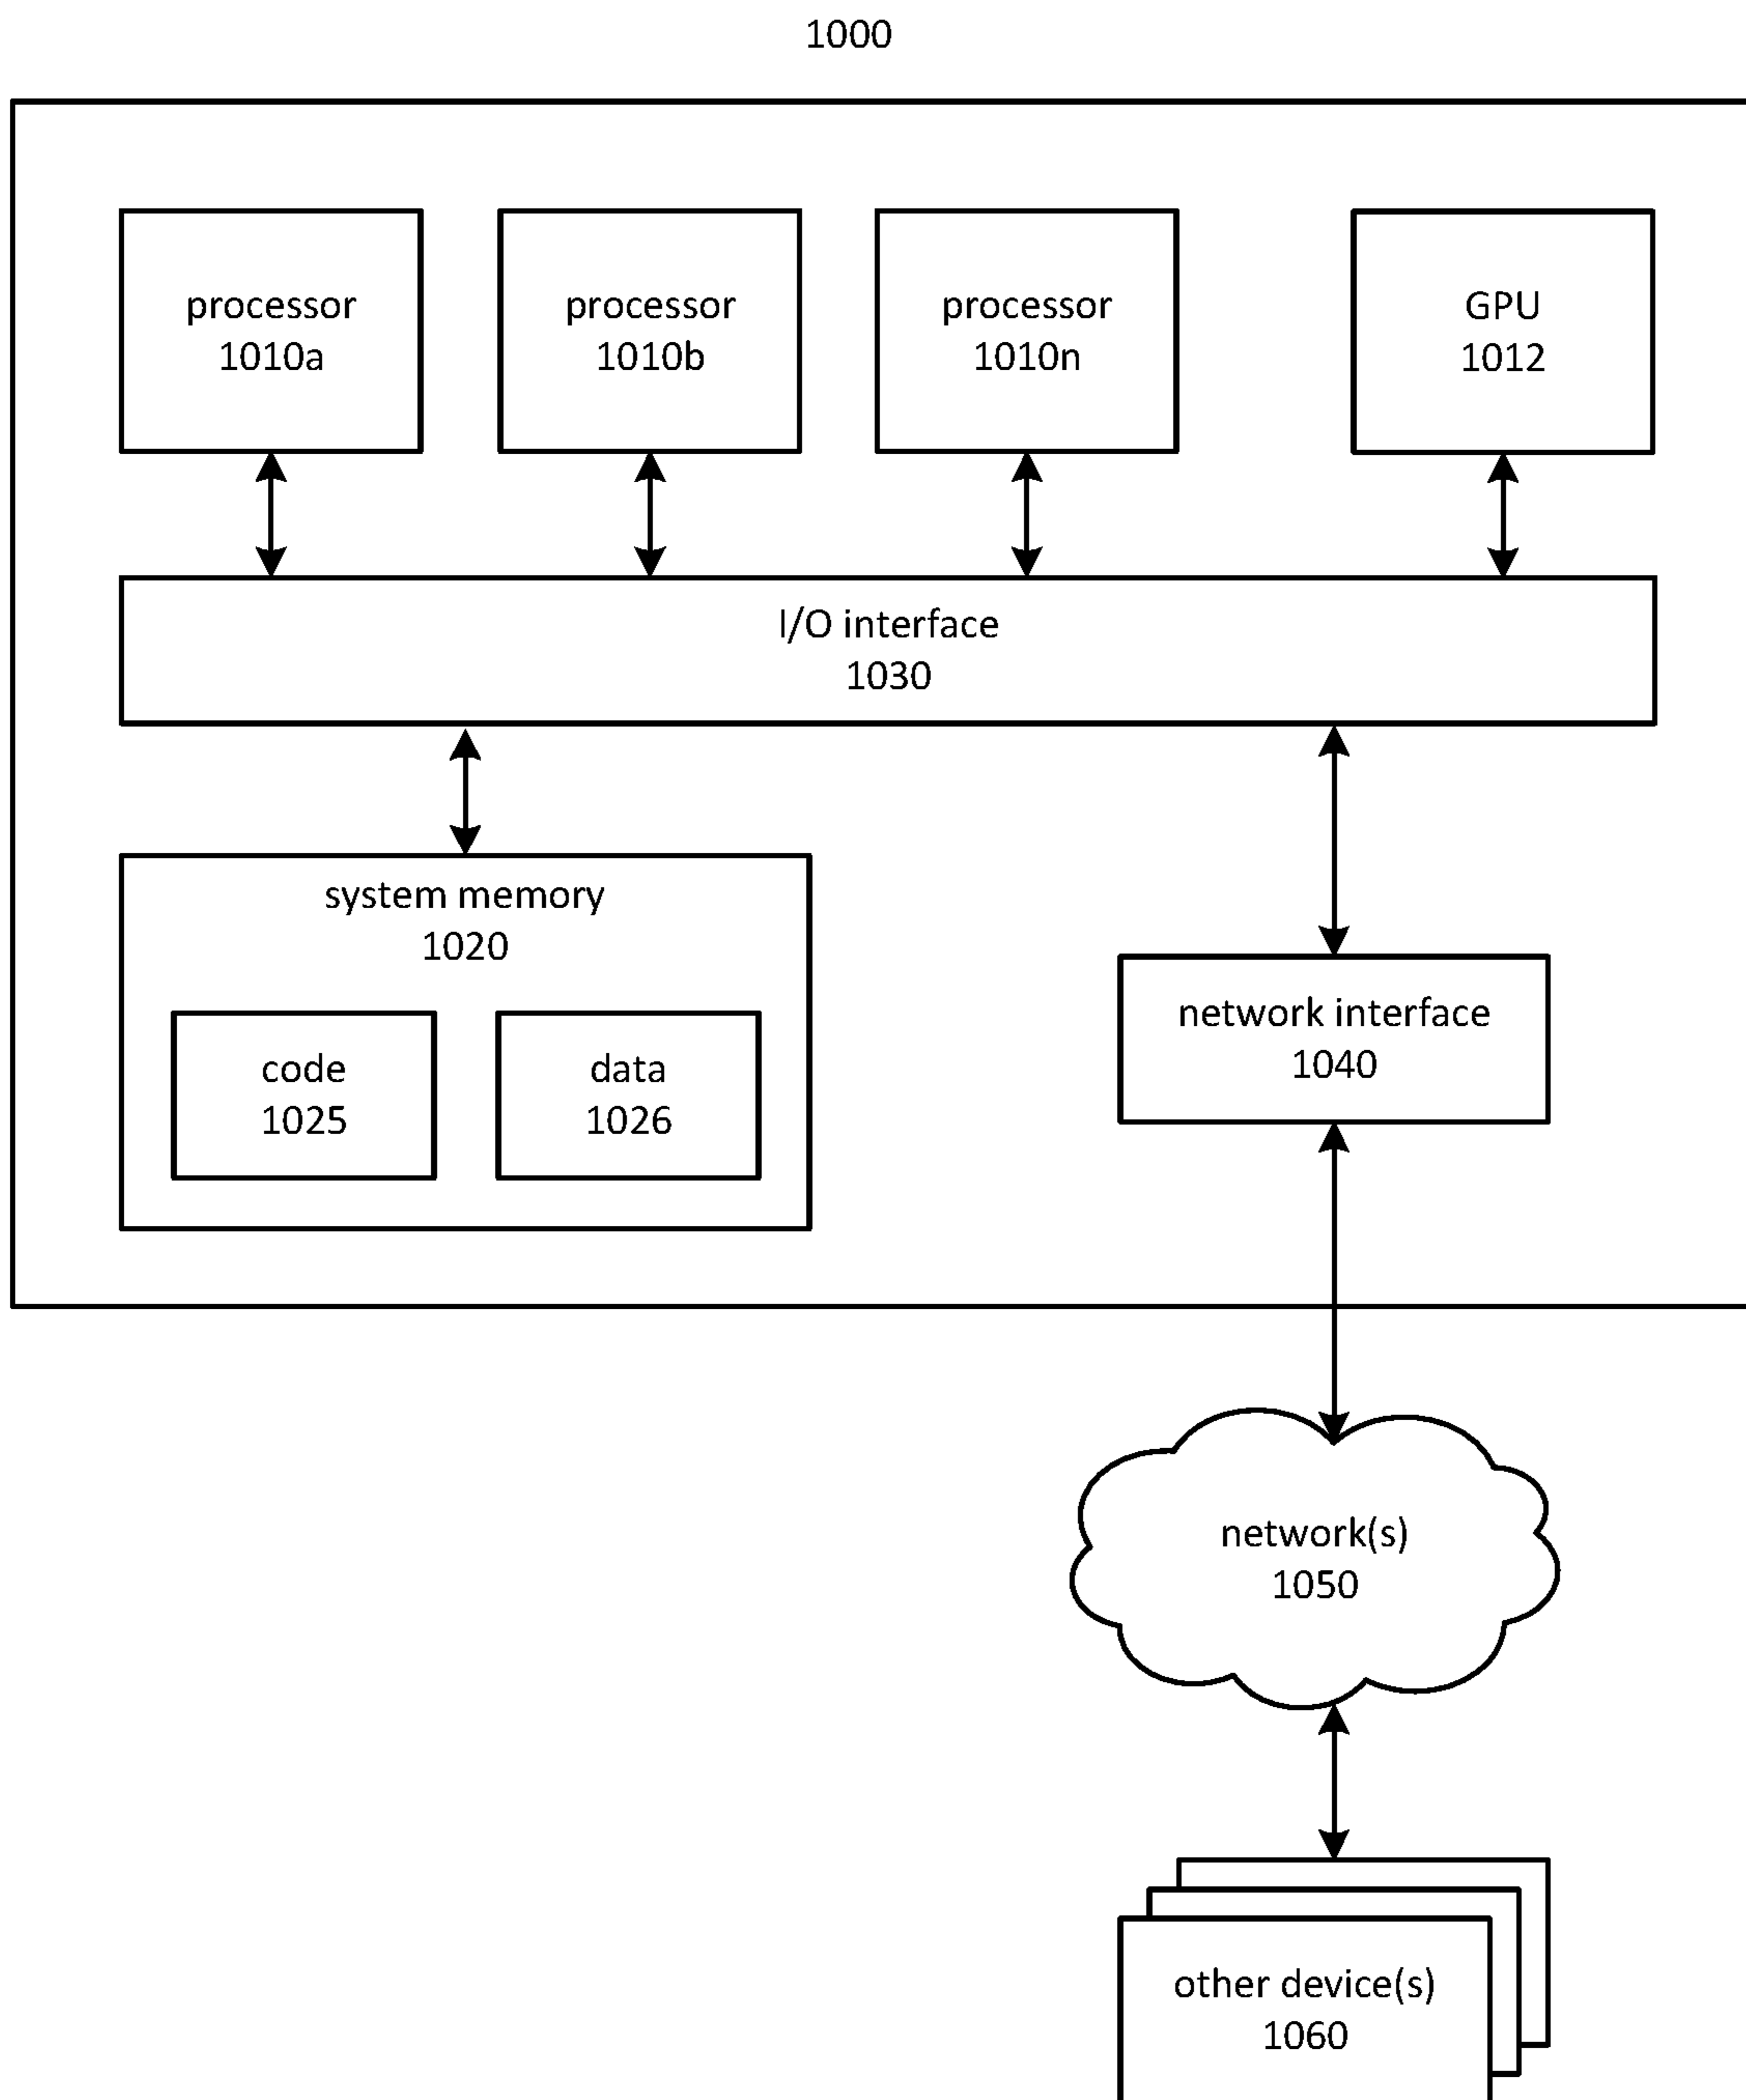 1000
processor
1010a
processor
1010b
processor
1010n
GPU
1012
I/O interface
1030
system memory
1020
code
1025
data
1026
network interface
1040
network(s)
1050
other device(s)
1060